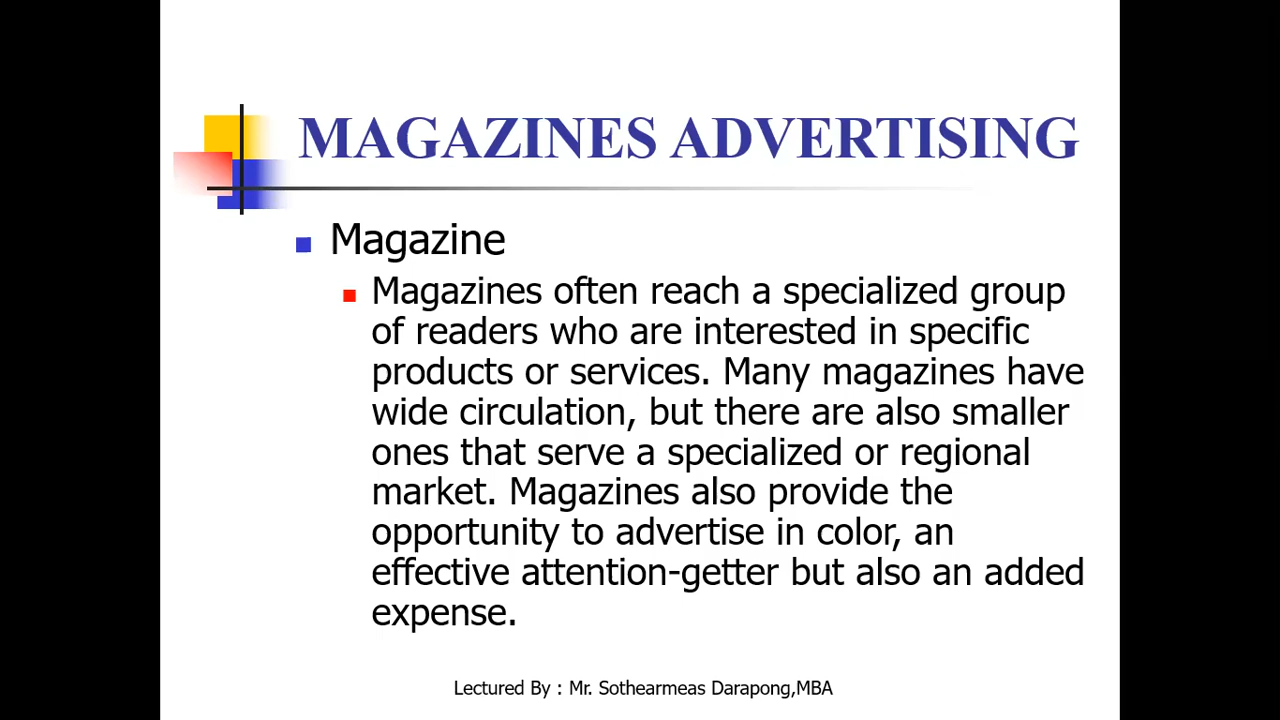 MAGAZINES ADVERTISING
Magazine
Magazines often reach a specialized group
of readers who are interested in specific
products or services. Many magazines have
wide circulation, but there are also smaller
ones that serve a specialized or regional
market. Magazines also provide the
opportunity to advertise in color, an
effective attention-getter but also an added
expense.
Lectured By : Mr. Sothearmeas Darapong,MBA